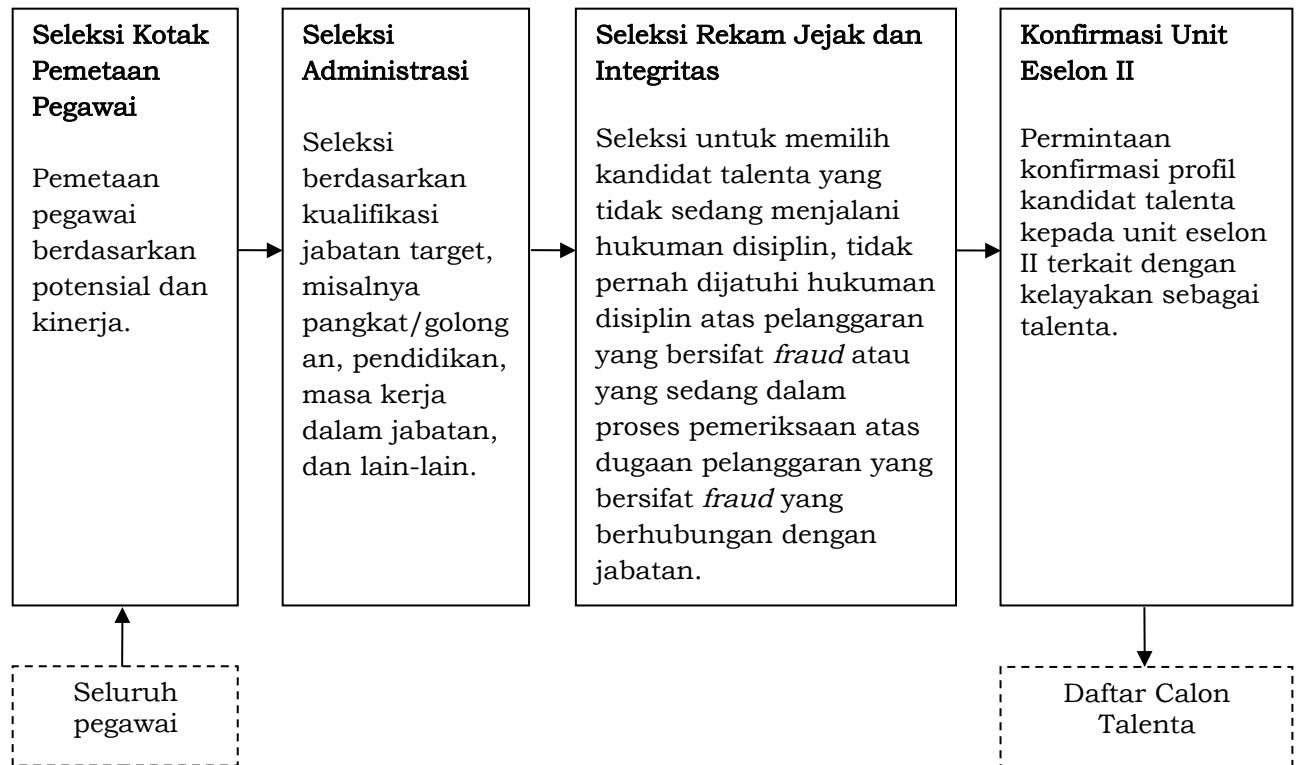 Seleksi Kotak
Pemetaan
Pegawai
Pemetaan
pegawai
berdasarkan
potensial dan
kinerja.
Seleksi
Administrasi
Seleksi
berdasarkan
kualifikasi
jabatan target,
misalnya
pangkat/golong
an, pendidikan,
masa kerja
dalam jabatan,
dan lain-lain.
Seleksi Rekam Jejak dan
Integritas
Seleksi untuk memilih
kandidat talenta yang
tidak sedang menjalani
hukuman disiplin, tidak
pernah dijatuhi hukuman
disiplin atas pelanggaran
yang bersifat fraud atau
yang sedang dalam
proses pemeriksaan atas
dugaan pelanggaran yang
bersifat fraud yang
berhubungan dengan
jabatan.
Konfirmasi Unit
Eselon II
Permintaan
konfirmasi profil
kandidat talenta
kepada unit eselon
II terkait dengan
kelayakan sebagai
talenta.
Seluruh
pegawai
Daftar Calon
Talenta